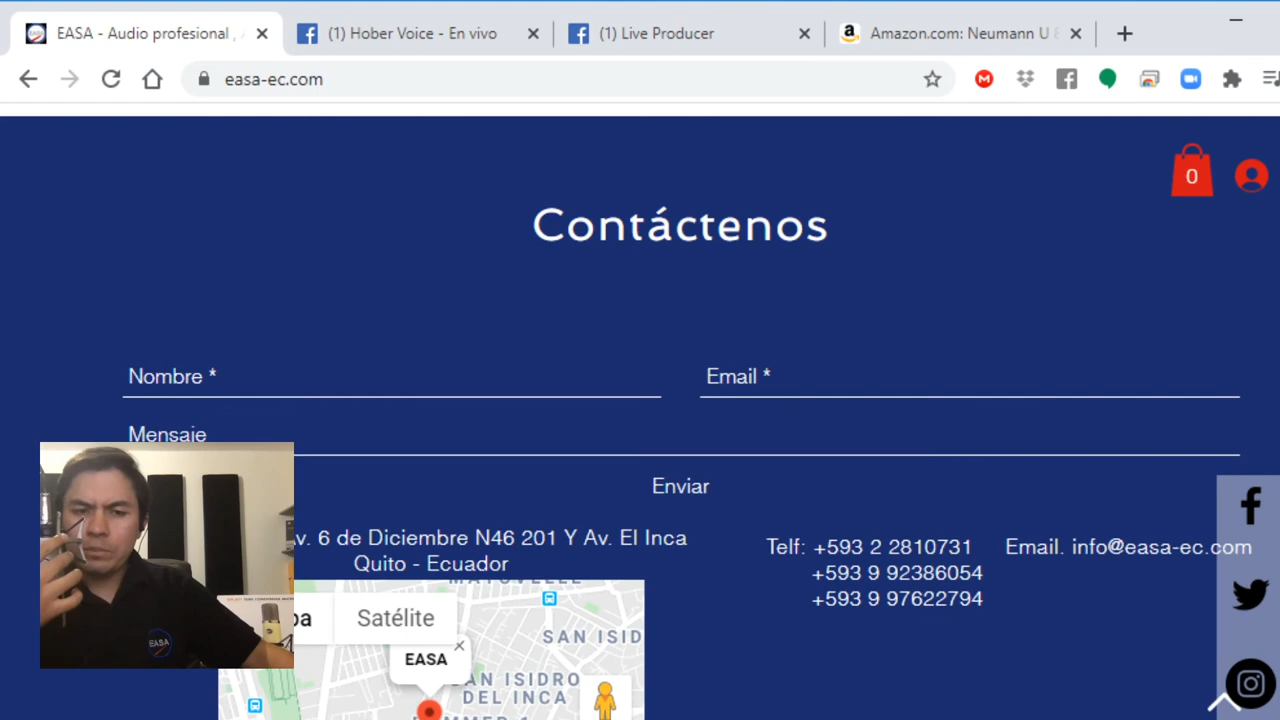 EASA - Audio profesional ,
(1) Hober Voice - En vivo
(1) Live Producer
Amazon.com: Neumann U
easa-ec.com
0
Contáctenos
Nombre *
Email *
Mensaje
Enviar
Av. 6 de Diciembre N46 201 Y Av. El Inca
Quito - Ecuador
Telf: +593 2 2810731
Email. info@easa-ec.com
+593 9 92386054
+593 9 97622794
Satélite
EASA
SAN ISID
SAN ISIDRO
DEL INCA
EASA